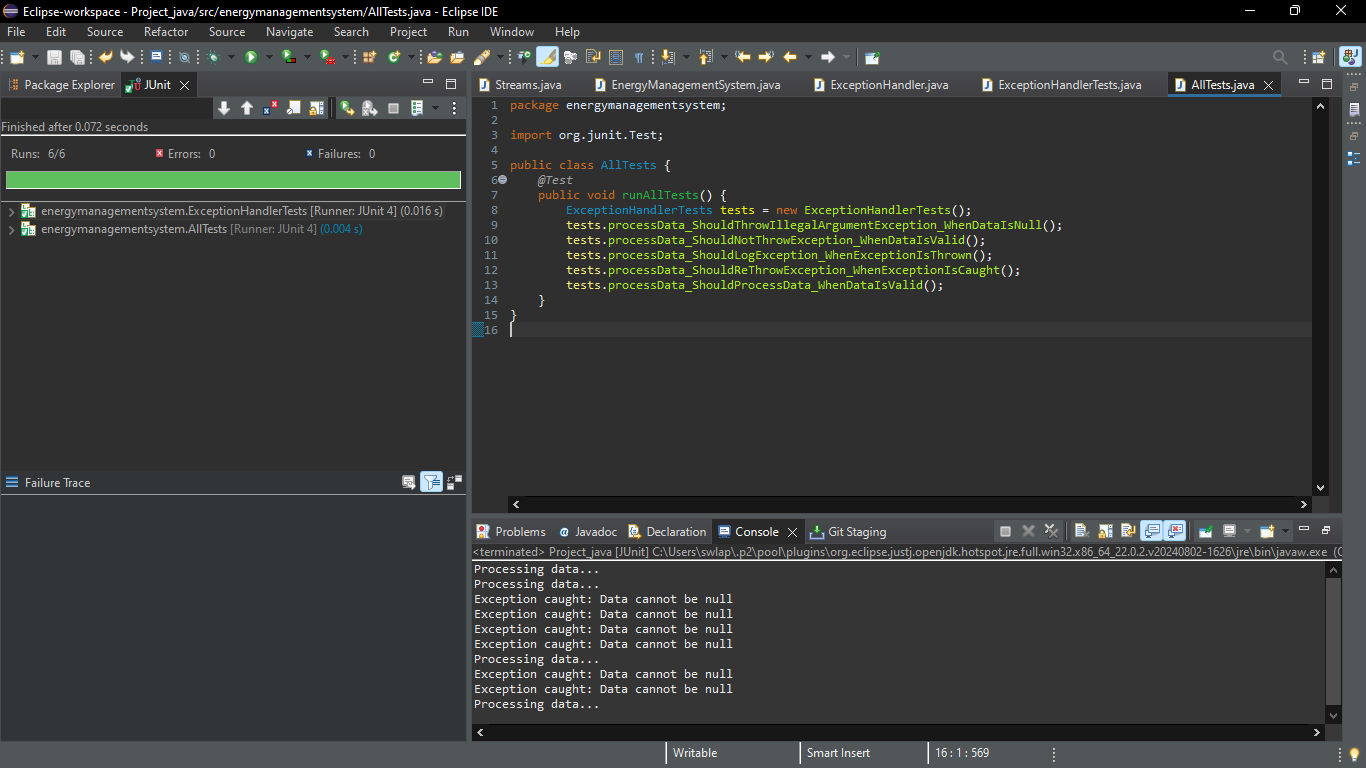 Eclipse-workspace - Project_java/src/energymanagementsystem/AllTests.java - Eclipse IDE
File Edit Source Refactor Source Navigate Search Project Run Window Help
Package Explorer JUnit
Finished after 0.072 seconds
Runs: 6/6 Errors: 0 Failures: 0
energymanagementsystem.ExceptionHandlerTests [Runner: JUnit 4] (0.016 s)
energymanagementsystem.AllTests [Runner: JUnit 4] (0.004 s)
Failure Trace
Streams.java EnergyManagementSystem.java ExceptionHandler.java ExceptionHandlerTests.java AllTests.java
1 package energymanagementsystem;
2
3 import org.junit.Test;
4
5 public class AllTests {
6 @Test
7 public void runAllTests() {
8 ExceptionHandlerTests tests = new ExceptionHandlerTests();
9 tests.processData_ShouldThrowIllegalArgumentException_WhenDataIsNull();
10 tests.processData_ShouldNotThrowException_WhenDataIsValid();
11 tests.processData_ShouldLogException_WhenExceptionIsThrown();
12 tests.processData_ShouldReThrowException_WhenExceptionIsCaught();
13 tests.processData_ShouldProcessData_WhenDataIsValid();
14 }
15 }
16
Problems Javadoc Declaration Console Git Staging
<terminated> Project_java [JUnit] C:\Users\swlap\.p2\pool\plugins\org.eclipse.justj.openjdk.hotspot.jre.full.win32.x86_64_22.0.2.v20240802-1626\jre\bin\javaw.exe (
Processing data...
Processing data...
Exception caught: Data cannot be null
Exception caught: Data cannot be null
Exception caught: Data cannot be null
Exception caught: Data cannot be null
Processing data...
Exception caught: Data cannot be null
Exception caught: Data cannot be null
Processing data...
Writable Smart Insert 16 : 1 : 569